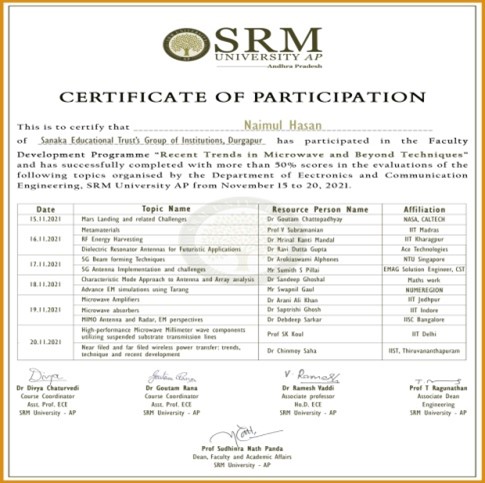 SRM
UNIVERSITY AP
Andhra Pradesh
CERTIFICATE OF PARTICIPATION
This is to certify that Naimul Hasan
of Sanaka Educational Trust's Group of Institutions, Durgapur has participated in the Faculty
Development Programme "Recent Trends in Microwave and Beyond Techniques"
and has successfully completed with more than 50% scores in the evaluations of the
following topics organised by the Department of Eectronics and Communication
Engineering, SRM University AP from November 15 to 20, 2021.
Date Topic Name Resource Person Name Affiliation
15.11.2021 Mars Landing and related Challenges Dr Goutam Chattopadhyay NASA, CALTECH
Metamaterials Prof V Subramanian IIT Madras
16.11.2021 RF Energy Harvesting Dr Mrinal Kanti Mandal IIT Kharagpur
Dielectric Resonator Antennas for Futuristic Applications Dr Ravi Dutta Gupta Ace Technologies
17.11.2021 5G Beam forming Techniques Dr Arokiaswami Alphones NTU Singapore
5G Antenna Implementation and challenges Mr Sumith S Pillai EMAG Solution Engineer, CST
18.11.2021 Characteristic Mode Approach to Antenna and Array analysis Dr Sandeep Ghoshal Maths work
Advance EM simulations using Tarang Mr Swapnil Gaul NUMEREGION
19.11.2021 Microwave Amplifiers Dr Arani Ali Khan IIT Jodhpur
Microwave absorbers Dr Saptrishi Ghosh IIT Indore
MIMO Antenna and Radar, EM perspectives Dr Debdeep Sarkar IISC Bangalore
20.11.2021 High-performance Microwave Millimeter wave components
utilizing suspended substrate transmission lines Prof SK Koul IIT Delhi
Near filed and far filed wireless power transfer: trends,
technique and recent development Dr Chinmoy Saha IIST, Thiruvananthapuram
Dr Divya Chaturvedi Dr Goutam Rana Dr Ramesh Vaddi Prof T Ragunathan
Course Coordinator Course Coordinator Associate Professor Associate Dean
Asst. Prof. ECE Asst. Prof. ECE Ho.D. ECE Engineering
SRM University - AP SRM University - AP SRM University - AP SRM University - AP
Prof Sudhinra Nath Panda
Dean, Faculty and Academic Affairs
SRM University - AP